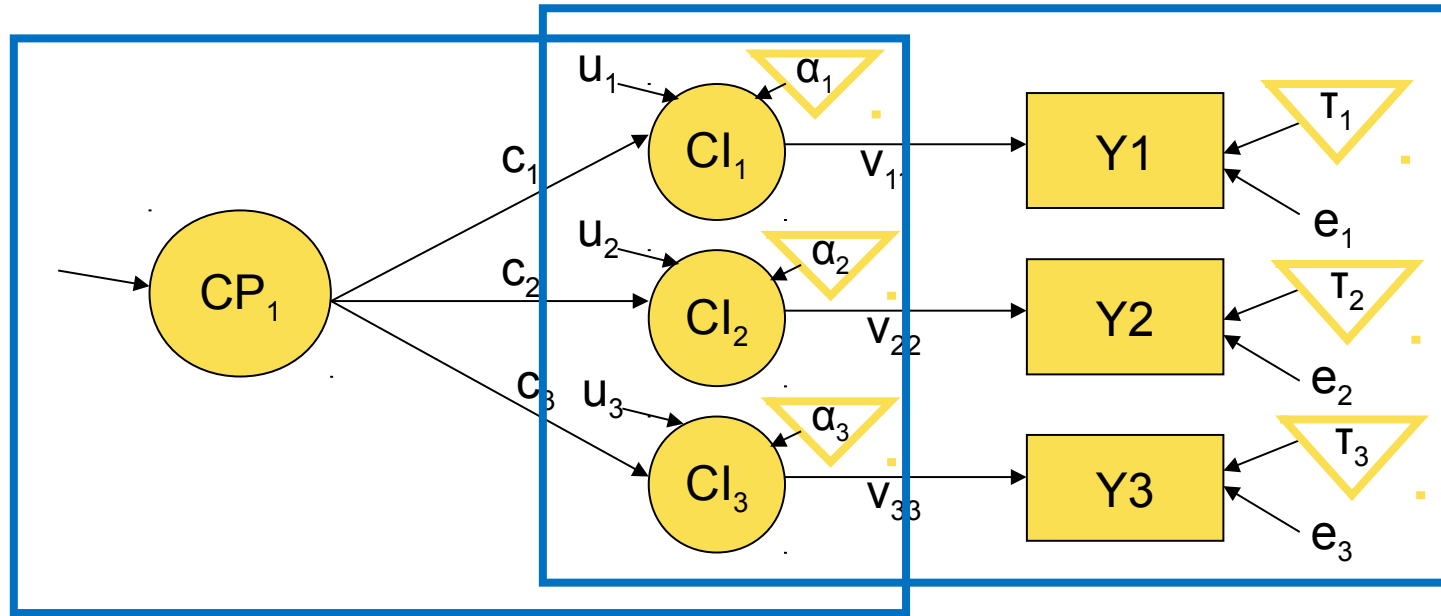 u₁
α₁
CI₁
c₁
v₁₁
Y1
τ₁
e₁
CP₁
u₂
α₂
CI₂
c₂
v₂₂
Y2
τ₂
e₂
u₃
α₃
CI₃
c₃
v₃₃
Y3
τ₃
e₃